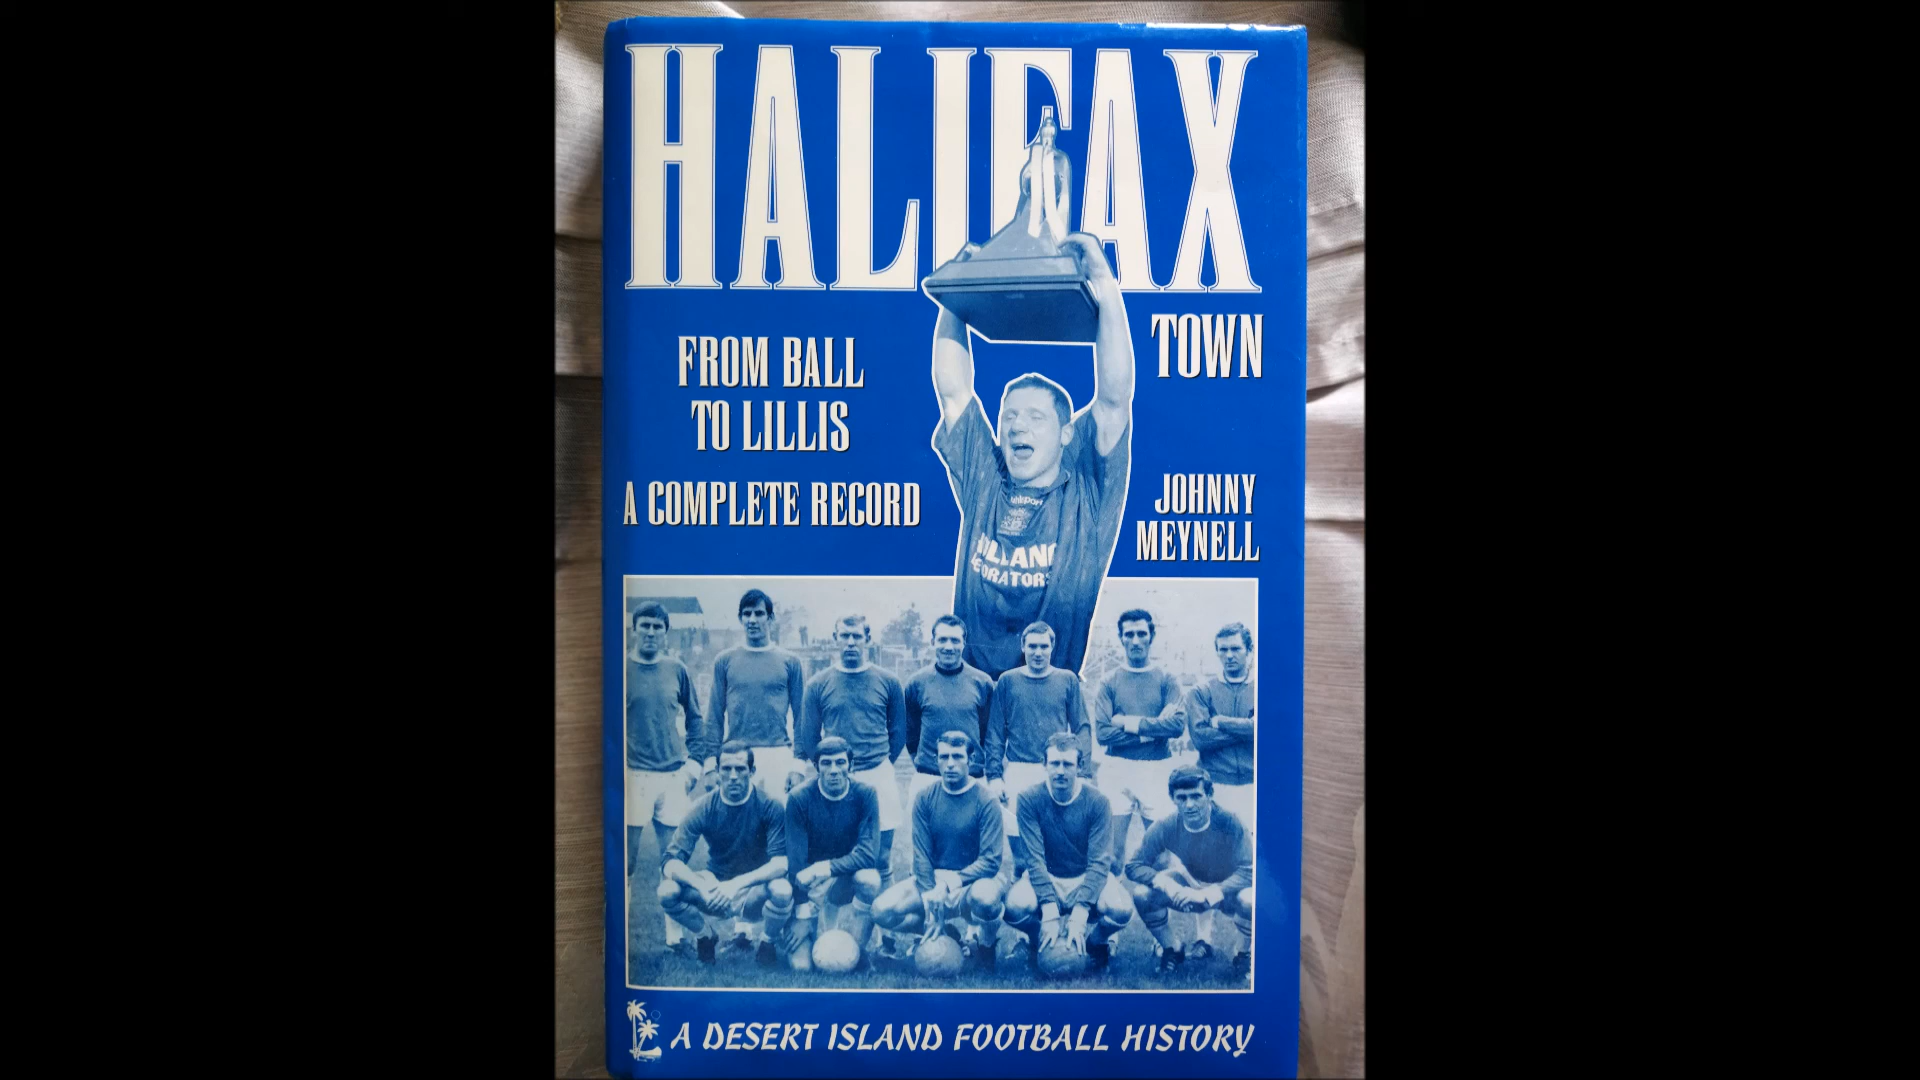 HALIFAX
TOWN
FROM BALL
TO LILLIS
A COMPLETE RECORD
JOHNNY
MEYNELL
A DESERT ISLAND FOOTBALL HISTORY